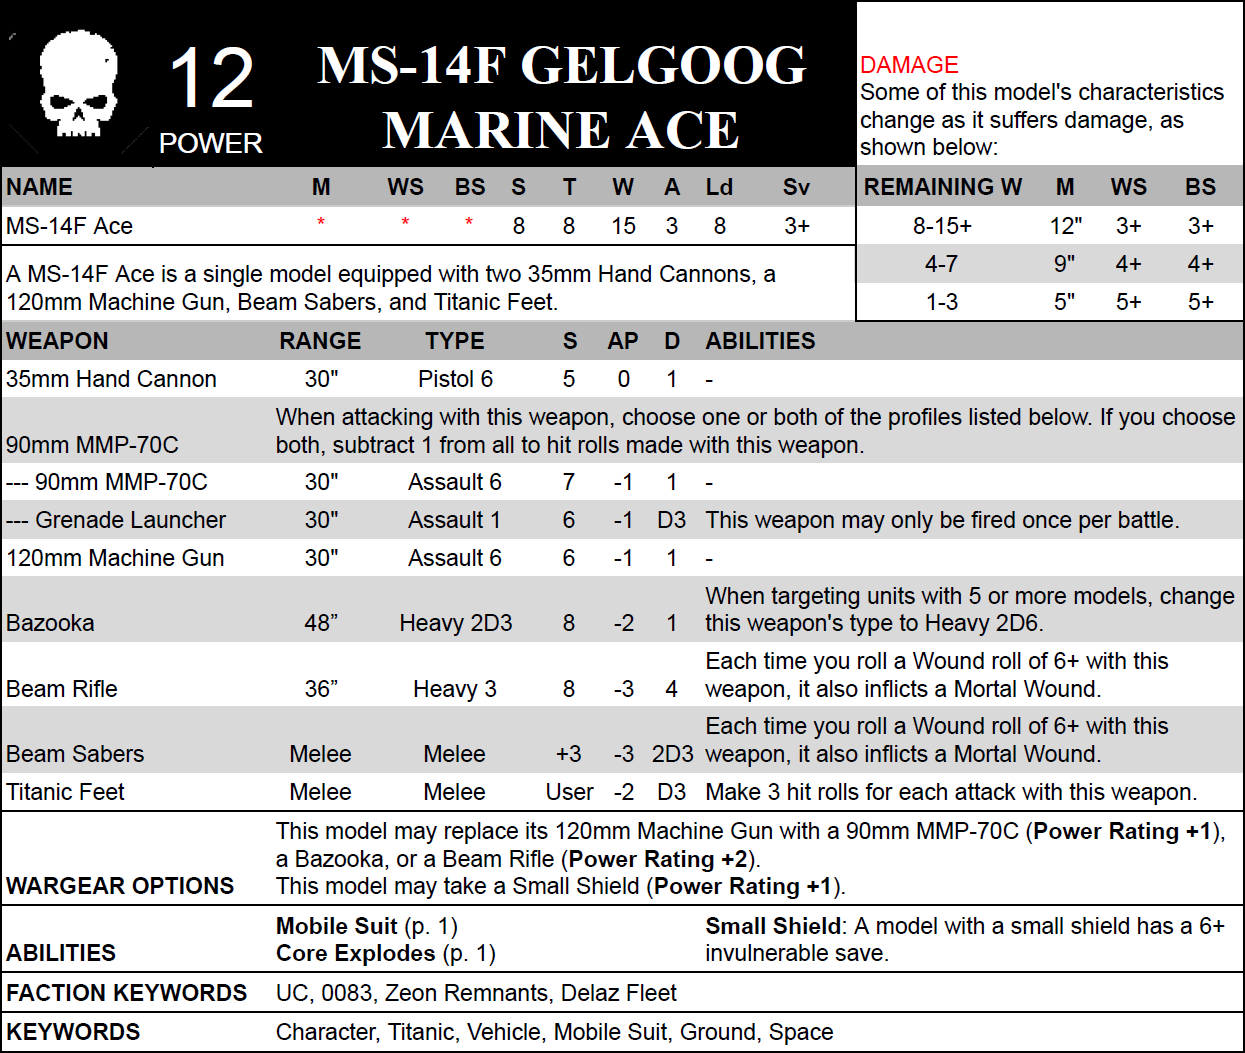 12
POWER
MS-14F GELGOOG
MARINE ACE
DAMAGE
Some of this model's characteristics
change as it suffers damage, as
shown below:
NAME M WS BS S T W A Ld Sv
MS-14F Ace * * * 8 8 15 3 8 3+
A MS-14F Ace is a single model equipped with two 35mm Hand Cannons, a
120mm Machine Gun, Beam Sabers, and Titanic Feet.
REMAINING W M WS BS
8-15+ 12" 3+ 3+
4-7 9" 4+ 4+
1-3 5" 5+ 5+
WEAPON RANGE TYPE S AP D ABILITIES
35mm Hand Cannon 30" Pistol 6 5 0 1 -
When attacking with this weapon, choose one or both of the profiles listed below. If you choose
90mm MMP-70C both, subtract 1 from all to hit rolls made with this weapon.
--- 90mm MMP-70C 30" Assault 6 7 -1 1 -
--- Grenade Launcher 30" Assault 1 6 -1 D3 This weapon may only be fired once per battle.
120mm Machine Gun 30" Assault 6 6 -1 1 -
When targeting units with 5 or more models, change
Bazooka 48” Heavy 2D3 8 -2 1 this weapon's type to Heavy 2D6.
Each time you roll a Wound roll of 6+ with this
Beam Rifle 36” Heavy 3 8 -3 4 weapon, it also inflicts a Mortal Wound.
Each time you roll a Wound roll of 6+ with this
Beam Sabers Melee Melee +3 -3 2D3 weapon, it also inflicts a Mortal Wound.
Titanic Feet Melee Melee User -2 D3 Make 3 hit rolls for each attack with this weapon.
This model may replace its 120mm Machine Gun with a 90mm MMP-70C (Power Rating +1),
a Bazooka, or a Beam Rifle (Power Rating +2).
WARGEAR OPTIONS This model may take a Small Shield (Power Rating +1).
Mobile Suit (p. 1) Small Shield: A model with a small shield has a 6+
ABILITIES Core Explodes (p. 1) invulnerable save.
FACTION KEYWORDS UC, 0083, Zeon Remnants, Delaz Fleet
KEYWORDS Character, Titanic, Vehicle, Mobile Suit, Ground, Space